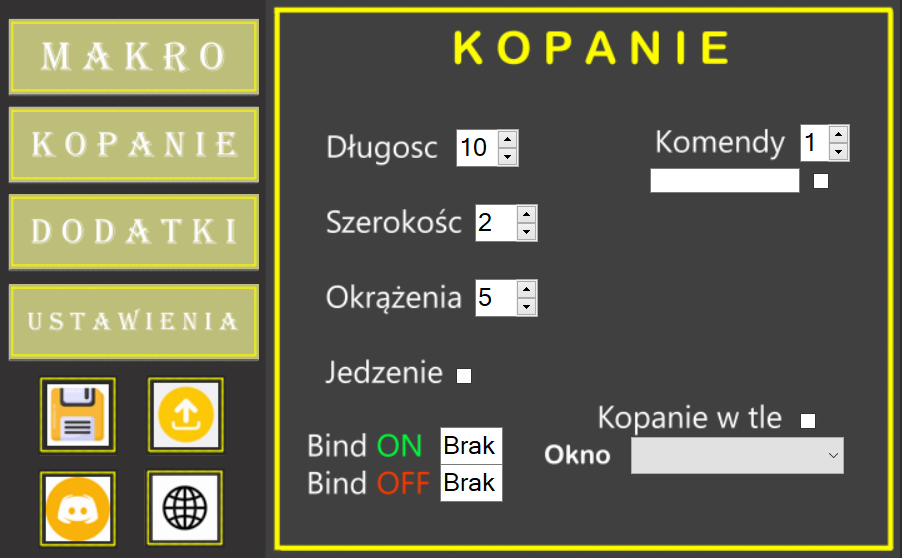 MAKRO
KOPANIE
DODATKI
USTAWIENIA
KOPANIE
Długosc 10
Komendy 1
Szerokośc 2
Okrążenia 5
Jedzenie
Kopanie w tle
Bind ON Brak
Okno
Bind OFF Brak